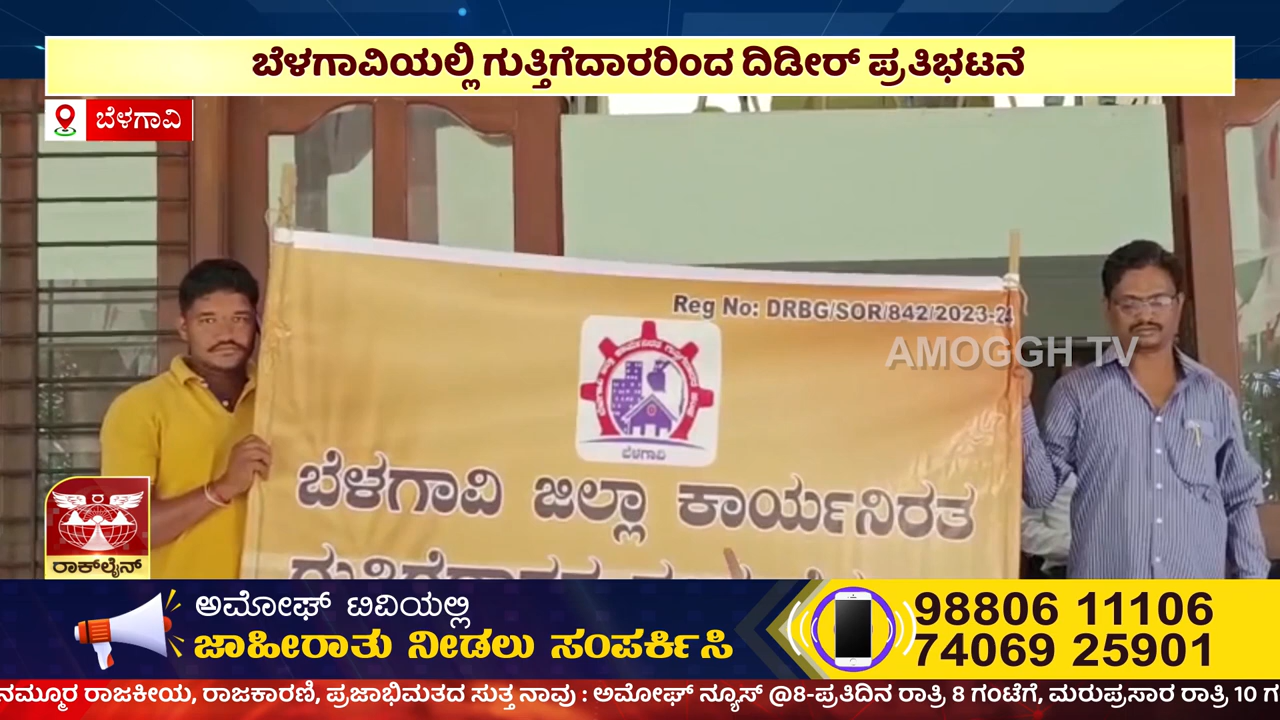 ಬೆಳಗಾವಿಯಲ್ಲಿ ಗುತ್ತಿಗೆದಾರರಿಂದ ದಿಡೀರ್ ಪ್ರತಿಭಟನೆ
ಬೆಳಗಾವಿ
Reg No: DRBG/SOR/842/2023-24
AMOGGH TV
ಬೆಳಗಾವಿ
ಬೆಳಗಾವಿ ಜಿಲ್ಲಾ ಕಾರ್ಯನಿರತ
ರಾಕ್‌ಲೈನ್
ಅಮೋಘ್ ಟಿವಿಯಲ್ಲಿ
ಜಾಹೀರಾತು ನೀಡಲು ಸಂಪರ್ಕಿಸಿ
98806 11106
74069 25901
ನಮ್ಮೂರ ರಾಜಕೀಯ, ರಾಜಕಾರಣಿ, ಪ್ರಜಾಭಿಮತದ ಸುತ್ತ ನಾವು : ಅಮೋಘ್ ನ್ಯೂಸ್ @8-ಪ್ರತಿದಿನ ರಾತ್ರಿ 8 ಗಂಟೆಗೆ, ಮರುಪ್ರಸಾರ ರಾತ್ರಿ 10 ಗ